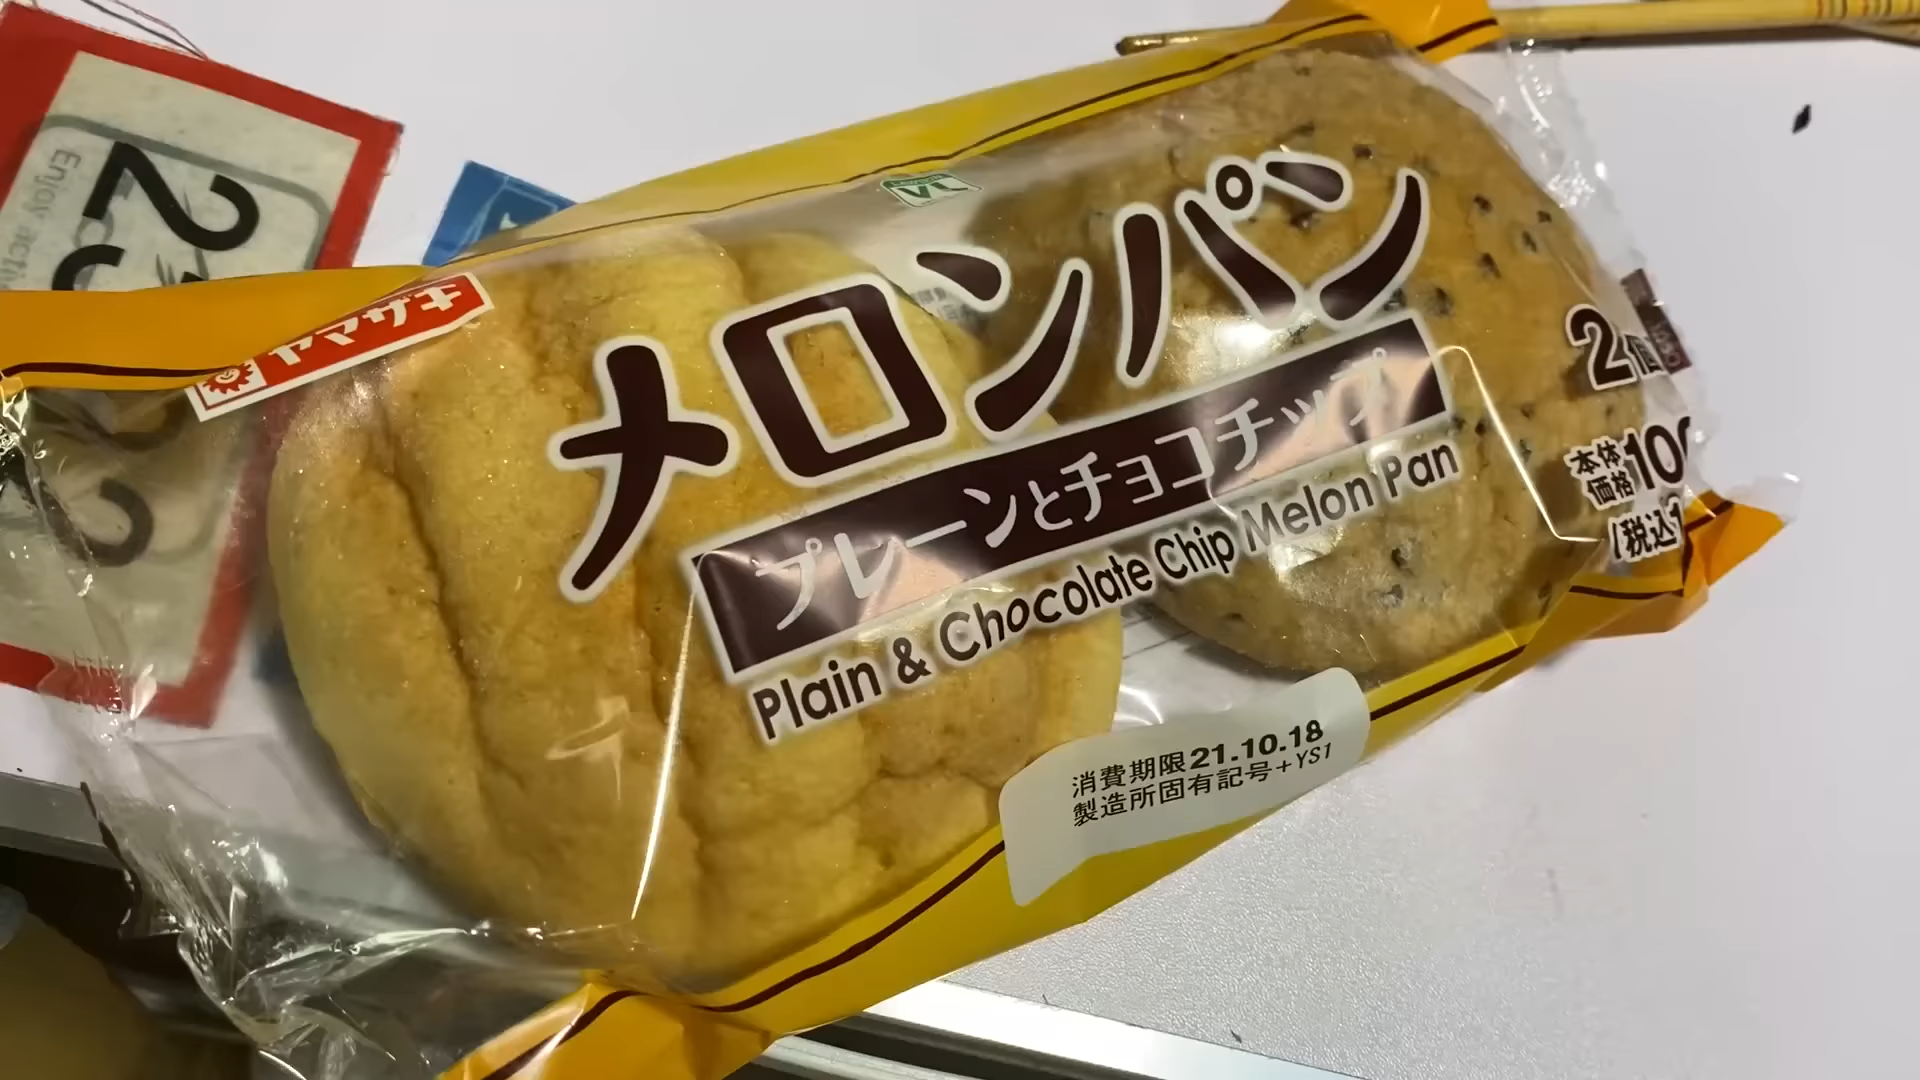 ヤマザキ
メロンパン
プレーンとチョコチップ
Plain & Chocolate Chip Melon Pan
2個
本体
価格
(税込
消費期限21.10.18
製造所固有記号+YS1
VL
Enjoy